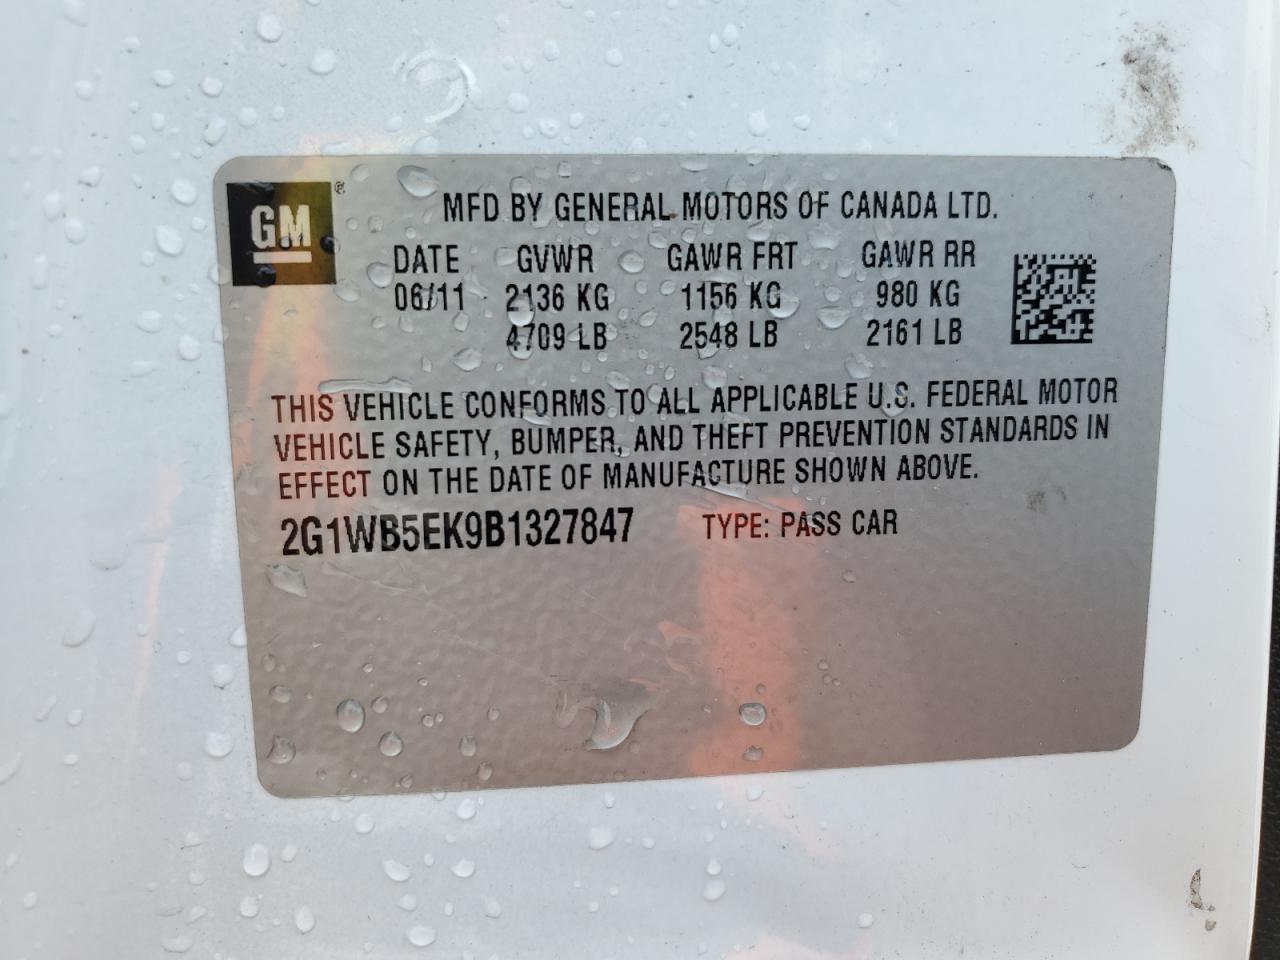 GM ®
MFD BY GENERAL MOTORS OF CANADA LTD.
DATE GVWR GAWR FRT GAWR RR
06/11 2136 KG 1156 KG 980 KG
4709 LB 2548 LB 2161 LB
THIS VEHICLE CONFORMS TO ALL APPLICABLE U.S. FEDERAL MOTOR
VEHICLE SAFETY, BUMPER, AND THEFT PREVENTION STANDARDS IN
EFFECT ON THE DATE OF MANUFACTURE SHOWN ABOVE.
2G1WB5EK9B1327847 TYPE: PASS CAR